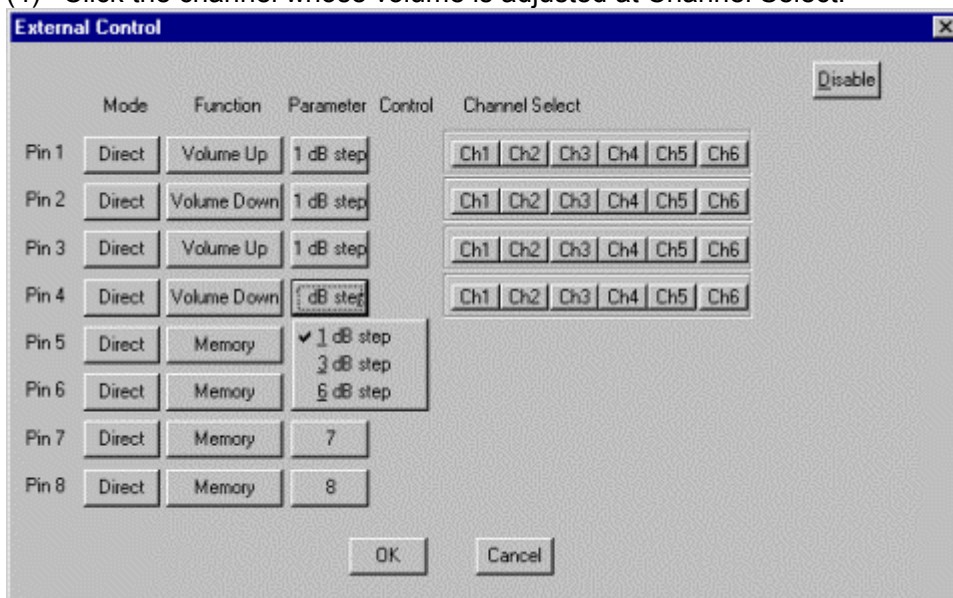 (4) Click the channel whose volume is adjusted at Channel Select.
External Control
Disable
Mode Function Parameter Control Channel Select
Pin 1 Direct Volume Up 1 dB step Ch1 Ch2 Ch3 Ch4 Ch5 Ch6
Pin 2 Direct Volume Down 1 dB step Ch1 Ch2 Ch3 Ch4 Ch5 Ch6
Pin 3 Direct Volume Up 1 dB step Ch1 Ch2 Ch3 Ch4 Ch5 Ch6
Pin 4 Direct Volume Down dB step Ch1 Ch2 Ch3 Ch4 Ch5 Ch6
Pin 5 Direct Memory 1 dB step
3 dB step
Pin 6 Direct Memory 6 dB step
Pin 7 Direct Memory 7
Pin 8 Direct Memory 8
OK Cancel